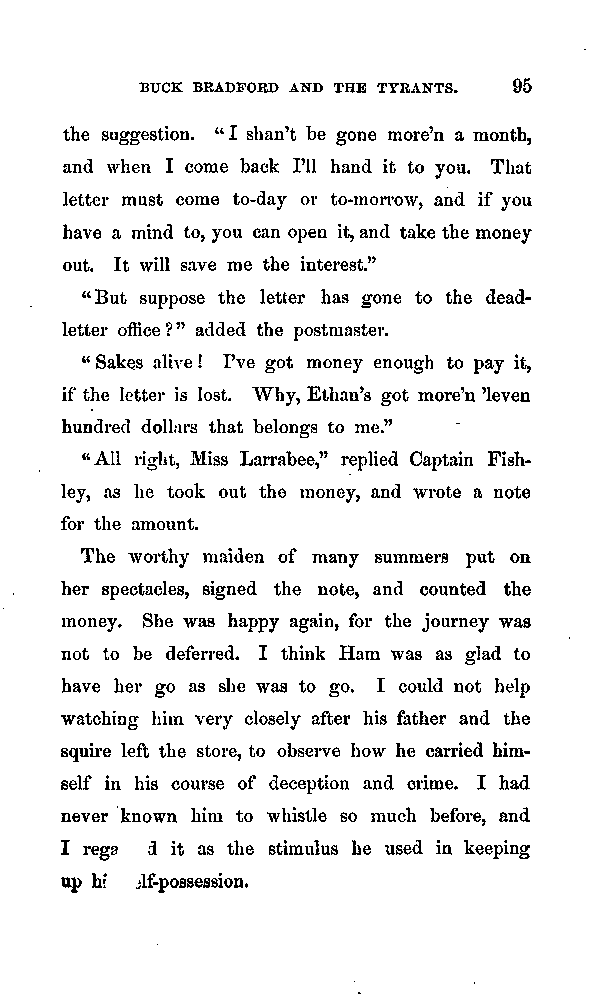 BUCK BRADFORD AND THE TYRANTS. 95
the suggestion. “I shan’t be gone more’n a month,
and when I come back I’ll hand it to you. That
letter must come to-day or to-morrow, and if you
have a mind to, you can open it, and take the money
out. It will save me the interest.”
“But suppose the letter has gone to the dead-
letter office?” added the postmaster.
“Sakes alive! I’ve got money enough to pay it,
if the letter is lost. Why, Ethan’s got more’n ’leven
hundred dollars that belongs to me.”
“All right, Miss Larrabee,” replied Captain Fish-
ley, as he took out the money, and wrote a note
for the amount.
The worthy maiden of many summers put on
her spectacles, signed the note, and counted the
money. She was happy again, for the journey was
not to be deferred. I think Ham was as glad to
have her go as she was to go. I could not help
watching him very closely after his father and the
squire left the store, to observe how he carried him-
self in his course of deception and crime. I had
never known him to whistle so much before, and
I it as the stimulus he used in keeping
up